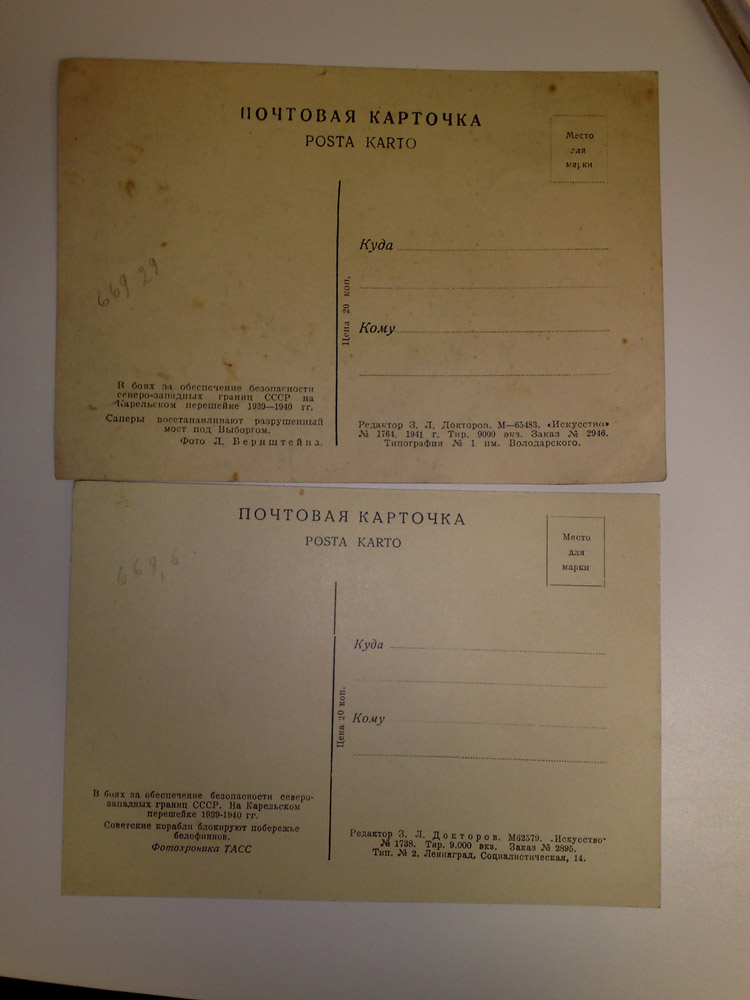 ПОЧТОВАЯ КАРТОЧКА
POSTA KARTO
Место
для
марки
Куда
Кому
Цена 20 коп.
669.29
В боях за обеспечение безопасности
северо-западных границ СССР на
Карельском перешейке 1939—1940 гг.
Саперы восстанавливают разрушенный
мост под Выборгом.
Фото Л. Бернштейна.
Редактор З. Л. Докторов. М—65483. «Искусство»
№ 1764. 1941 г. Тир. 9000 экз. Заказ № 2946.
Типография № 1 им. Володарского.
ПОЧТОВАЯ КАРТОЧКА
POSTA KARTO
Место
для
марки
669,6
Куда
Кому
Цена 20 коп.
В боях за обеспечение безопасности северо-
западных границ СССР. На Карельском
перешейке 1939-1940 гг.
Советские корабли блокируют побережье
белофиннов.
Фотохроника ТАСС
Редактор З. Л. Докторов. М62579. „Искусство"
№ 1738. Тир. 9.000 экз. Заказ № 2895.
Тип. № 2, Ленинград, Социалистическая, 14.